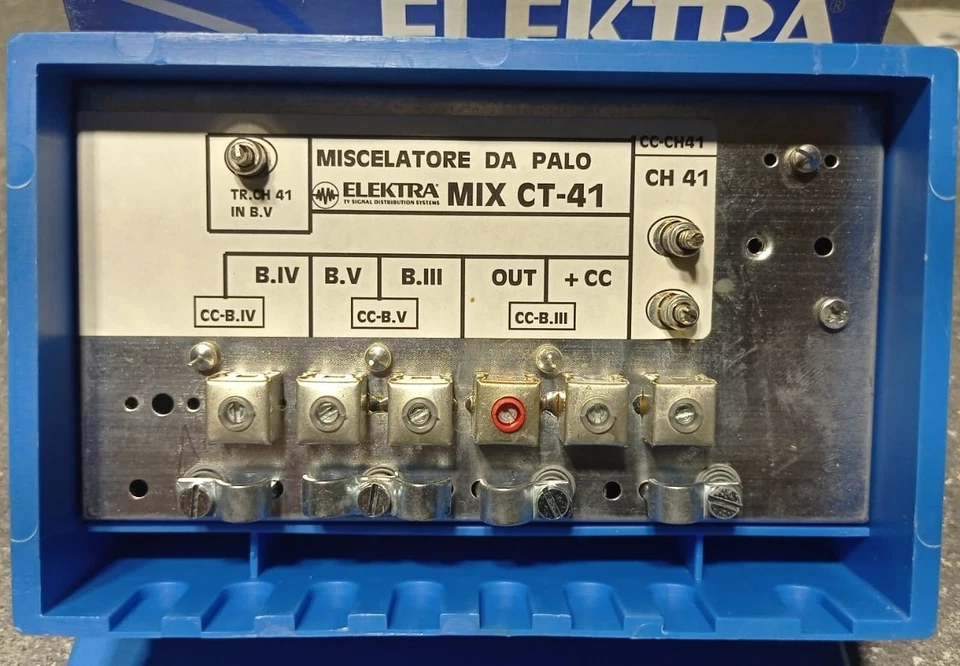 ELEKTRA®
CC-CH41
MISCELATORE DA PALO
CH 41
TR.CH 41
IN B.V
ELEKTRA MIX CT-41
TV SIGNAL DISTRIBUTION SYSTEMS
B.IV B.V B.III OUT + CC
CC-B.IV CC-B.V CC-B.III